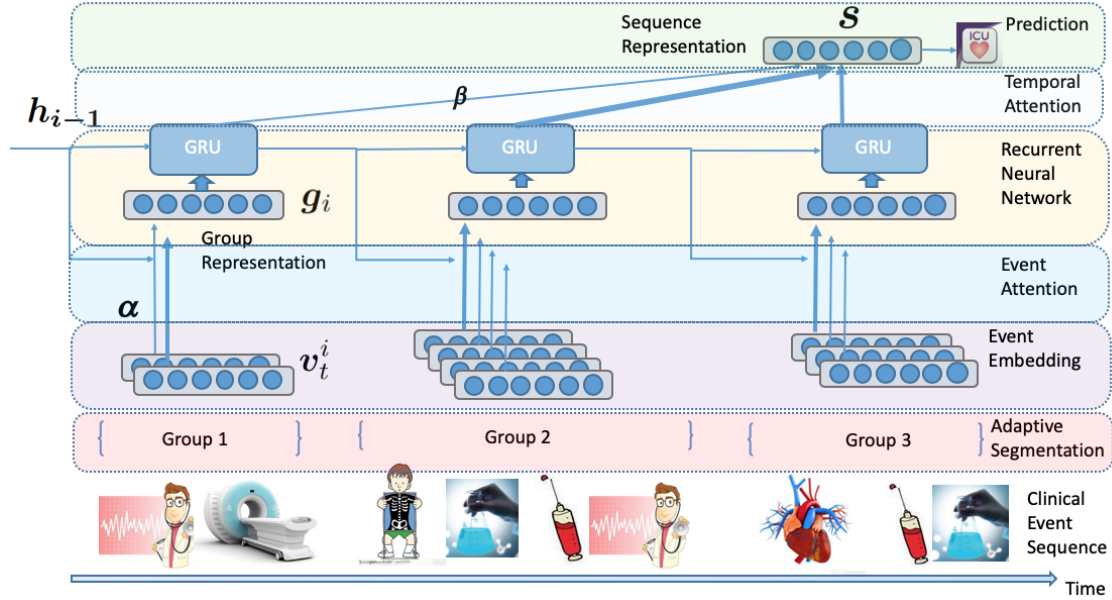 Sequence
Representation
s
ICU
Prediction
Temporal
Attention
β
h_{i-1}
GRU
GRU
GRU
Recurrent
Neural
Network
g_i
Group
Representation
Event
Attention
α
v_t^i
Event
Embedding
Group 1
Group 2
Group 3
Adaptive
Segmentation
Clinical
Event
Sequence
Time